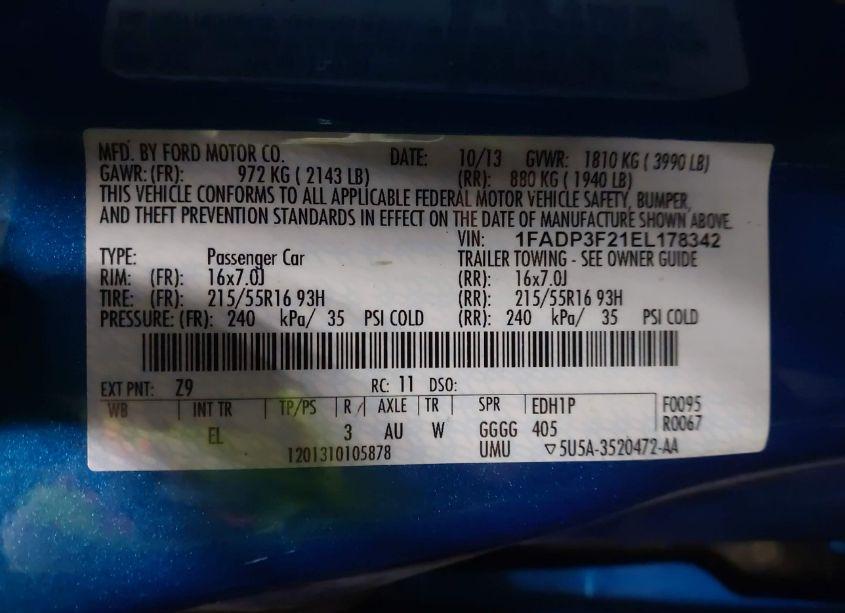 MFD. BY FORD MOTOR CO. DATE: 10/13 GVWR: 1810 KG ( 3990 LB)
GAWR: (FR): 972 KG ( 2143 LB) (RR): 880 KG ( 1940 LB)
THIS VEHICLE CONFORMS TO ALL APPLICABLE FEDERAL MOTOR VEHICLE SAFETY, BUMPER,
AND THEFT PREVENTION STANDARDS IN EFFECT ON THE DATE OF MANUFACTURE SHOWN ABOVE.
VIN: 1FADP3F21EL178342
TYPE: Passenger Car TRAILER TOWING - SEE OWNER GUIDE
RIM: (FR): 16x7.0J (RR): 16x7.0J
TIRE: (FR): 215/55R16 93H (RR): 215/55R16 93H
PRESSURE: (FR): 240 kPa/ 35 PSI COLD (RR): 240 kPa/ 35 PSI COLD
EXT PNT: Z9 RC: 11 DSO:
WB INT TR TP/PS R / AXLE TR SPR EDH1P F0095
EL 3 AU W GGGG 405 R0067
1201310105878 UMU ▽5U5A-3520472-AA